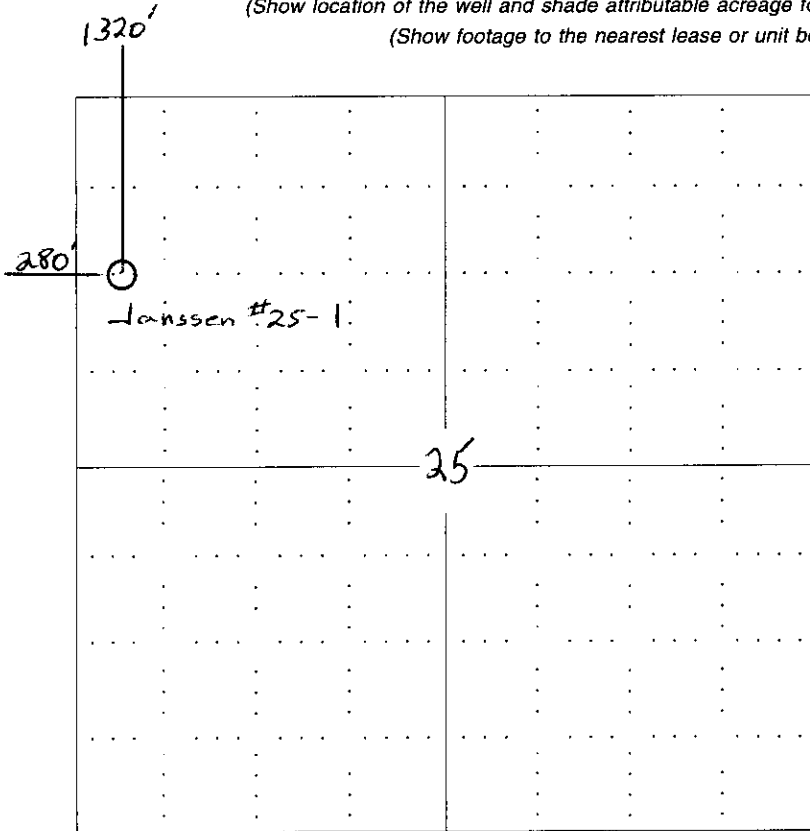 (Show location of the well and shade attributable acreage fo
(Show footage to the nearest lease or unit b
1320'
280'
Janssen #25-1
25